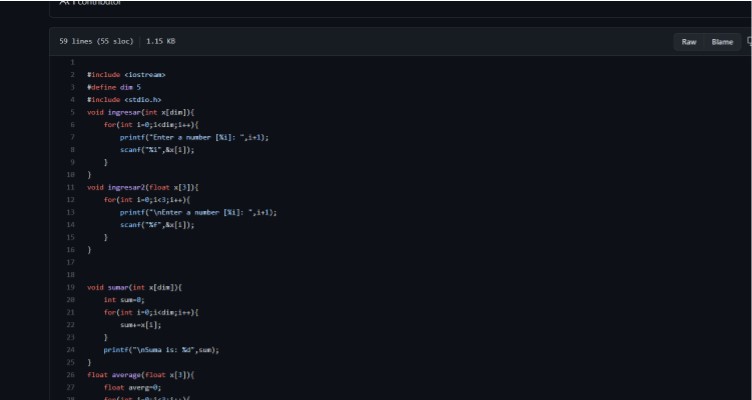 1 contributor
59 lines (55 sloc) | 1.15 KB
Raw Blame
1
2 #include <iostream>
3 #define dim 5
4 #include <stdio.h>
5 void ingresar(int x[dim]){
6 for(int i=0;i<dim;i++){
7 printf("Enter a number [%i]: ",i+1);
8 scanf("%i",&x[i]);
9 }
10 }
11 void ingresar2(float x[3]){
12 for(int i=0;i<3;i++){
13 printf("\nEnter a number [%i]: ",i+1);
14 scanf("%f",&x[i]);
15 }
16 }
17
18
19 void sumar(int x[dim]){
20 int sum=0;
21 for(int i=0;i<dim;i++){
22 sum+=x[i];
23 }
24 printf("\nSuma is: %d",sum);
25 }
26 float average(float x[3]){
27 float averg=0;
28 for(int i=0;i<3;i++){